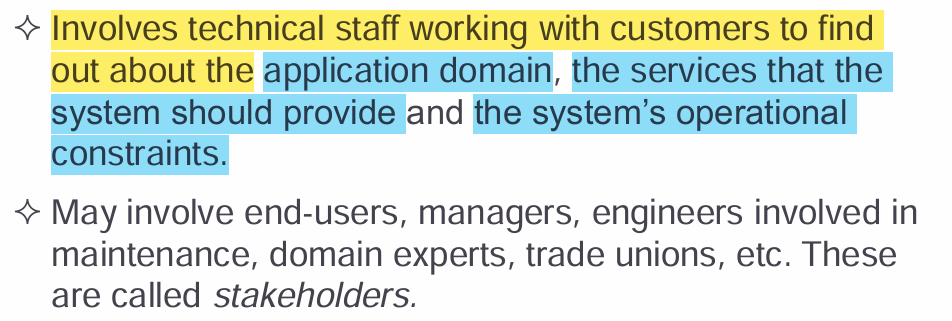 ✧ Involves technical staff working with customers to find
out about the application domain, the services that the
system should provide and the system’s operational
constraints.
✧ May involve end-users, managers, engineers involved in
maintenance, domain experts, trade unions, etc. These
are called stakeholders.